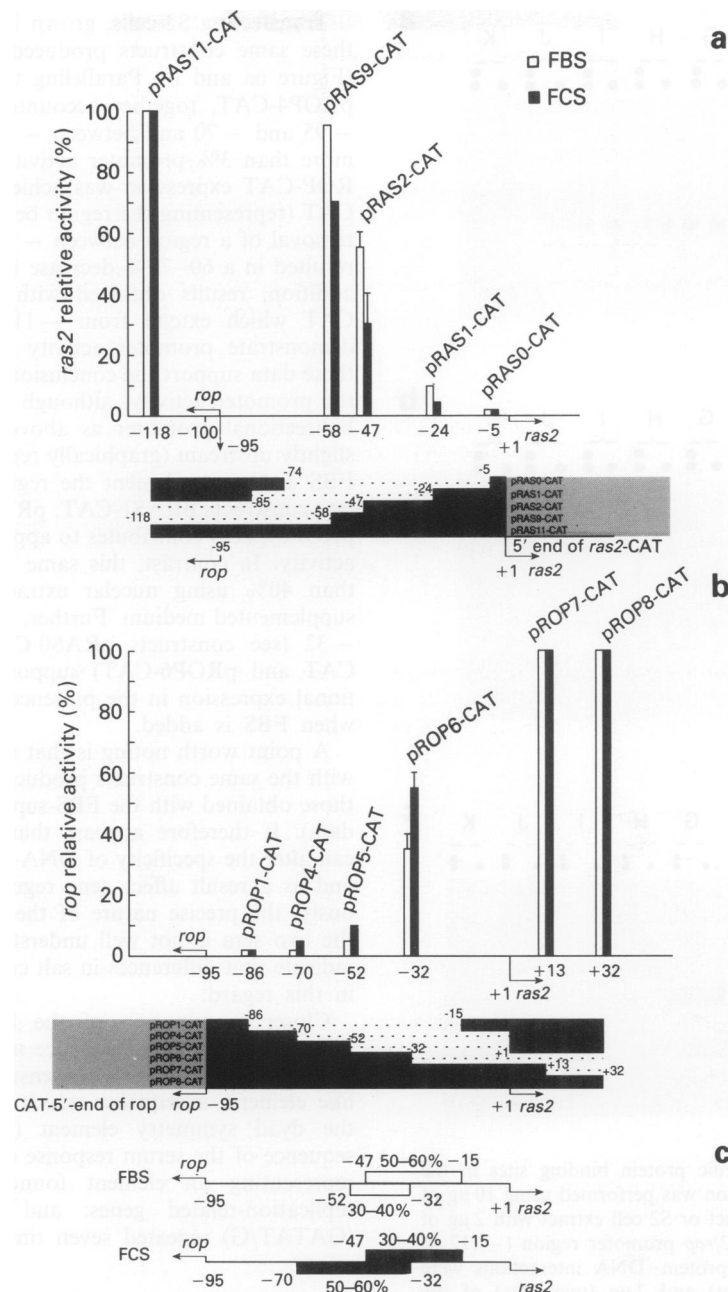 a
□ FBS
■ FCS
pRAS11-CAT
pRAS9-CAT
pRAS2-CAT
pRAS1-CAT
pRAS0-CAT
ras2 relative activity (%)
100
80
60
40
20
0
rop
−118
−100
−95
−58
−47
−24
−5
+1
ras2
-74
-85
-118
-95
rop
-58
-47
-24
-5
pRAS0-CAT
pRAS1-CAT
pRAS2-CAT
pRAS9-CAT
pRAS11-CAT
5′ end of ras2-CAT
+1 ras2
b
pROP1-CAT
pROP4-CAT
pROP5-CAT
pROP6-CAT
pROP7-CAT
pROP8-CAT
rop relative activity (%)
100
80
60
40
20
0
rop
−95
−86
−70
−52
−32
+13
+32
+1 ras2
pROP1-CAT
pROP4-CAT
pROP5-CAT
pROP6-CAT
pROP7-CAT
pROP8-CAT
-86
-70
-52
-32
-15
+1
+13
+32
CAT-5′-end of rop
rop −95
+1 ras2
c
rop
−47 50–60% −15
FBS
−95
−52
−32
30–40%
+1 ras2
rop
−47 30–40% −15
FCS
−95
−70
−32
50–60%
ras2